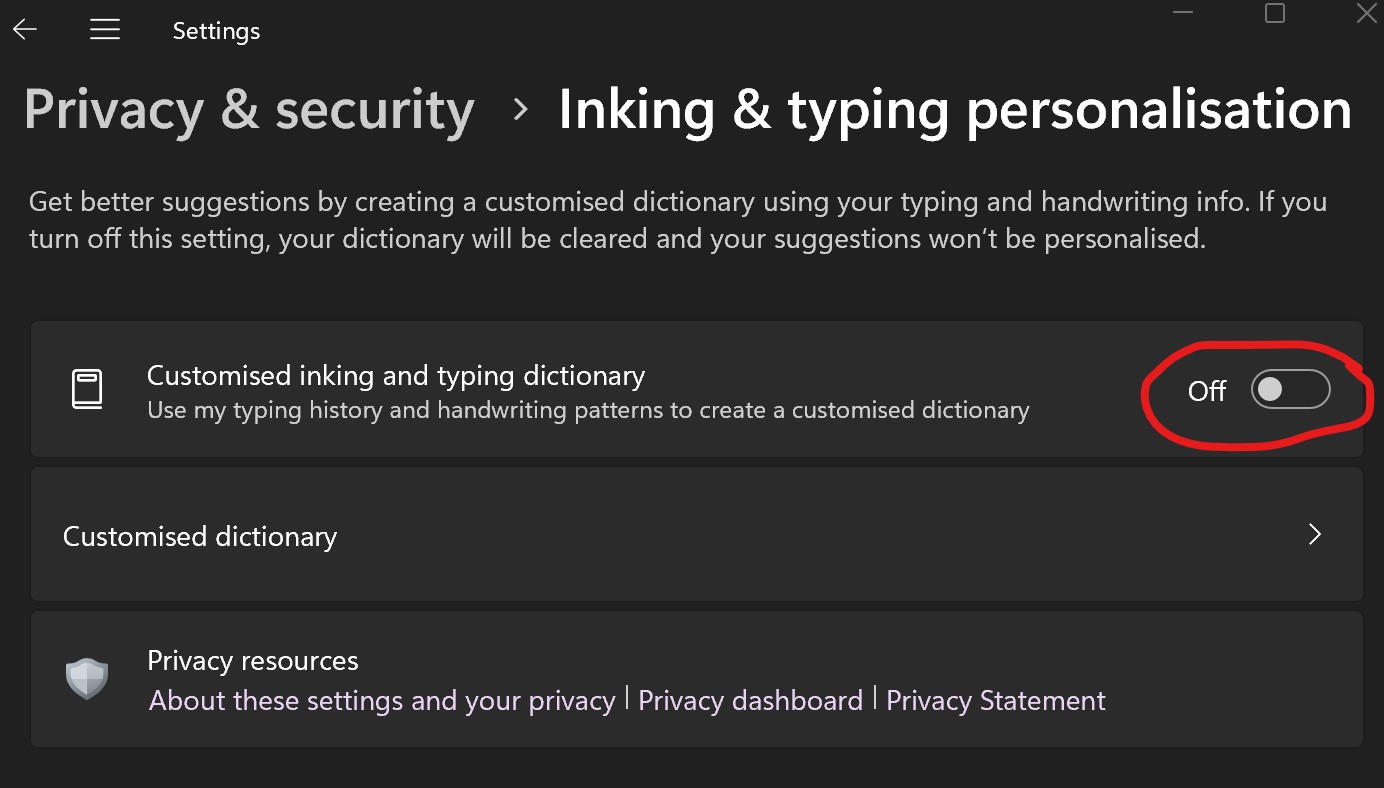 Settings
Privacy & security > Inking & typing personalisation
Get better suggestions by creating a customised dictionary using your typing and handwriting info. If you
turn off this setting, your dictionary will be cleared and your suggestions won’t be personalised.
Customised inking and typing dictionary
Use my typing history and handwriting patterns to create a customised dictionary
Off
Customised dictionary
Privacy resources
About these settings and your privacy | Privacy dashboard | Privacy Statement